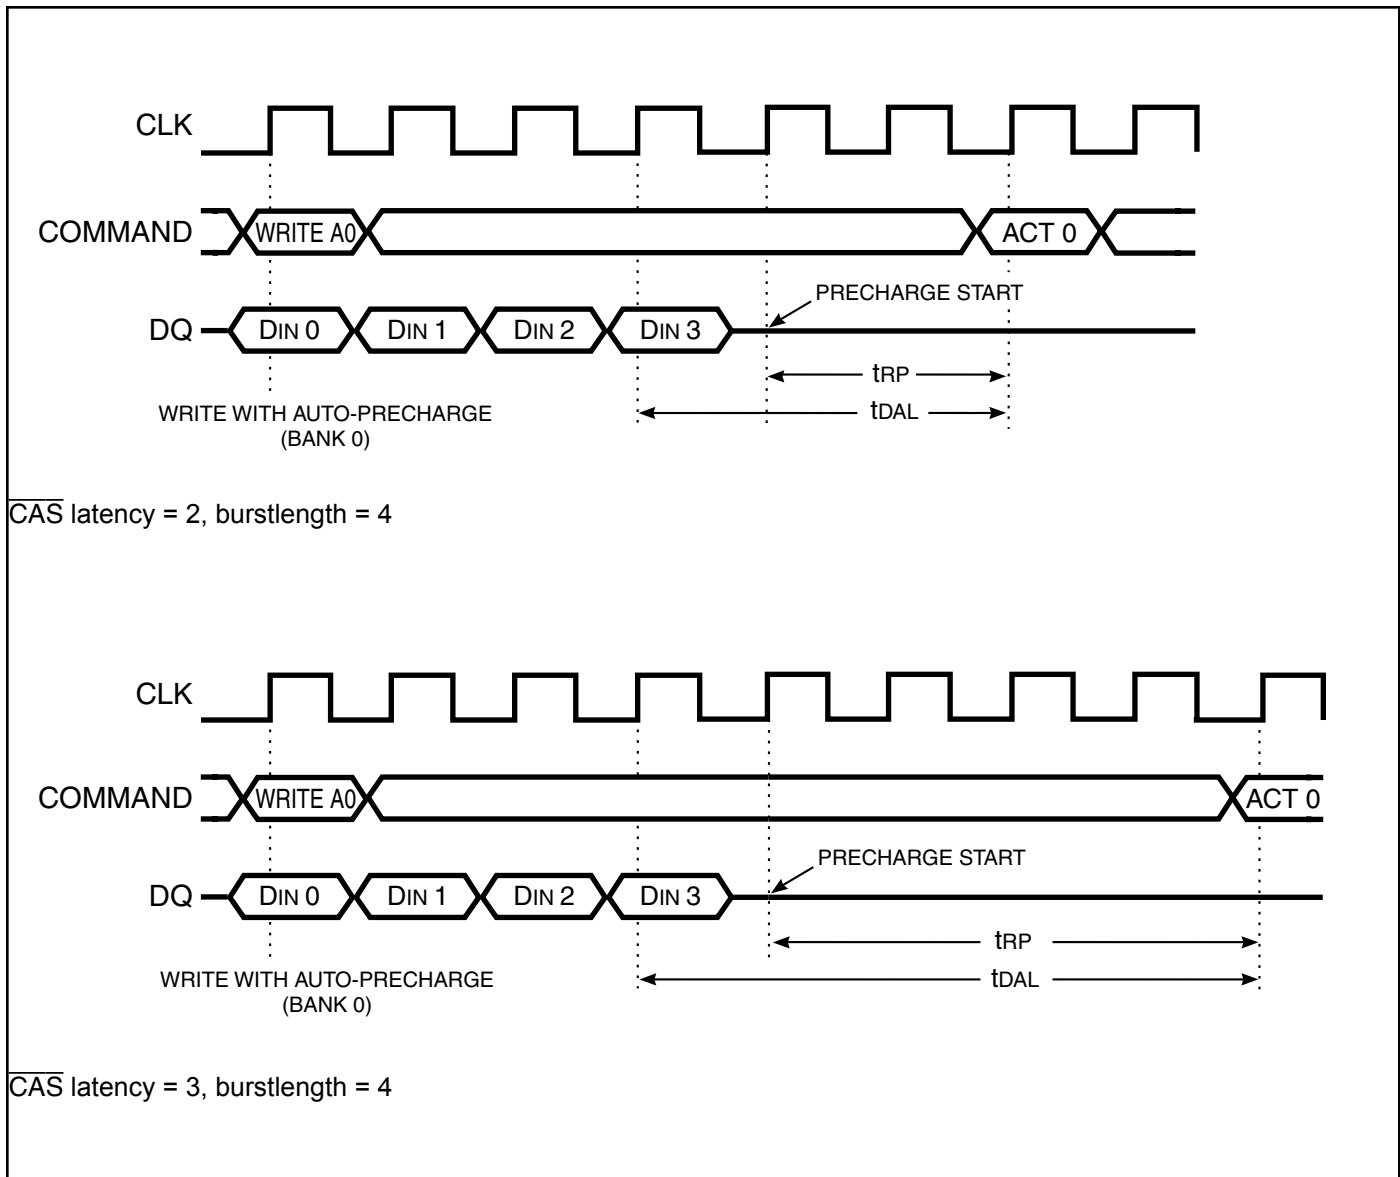 CLK
COMMAND WRITE A0 ACT 0
PRECHARGE START
DQ DIN 0 DIN 1 DIN 2 DIN 3
tRP
tDAL
WRITE WITH AUTO-PRECHARGE
(BANK 0)
CAS latency = 2, burstlength = 4
CLK
COMMAND WRITE A0 ACT 0
PRECHARGE START
DQ DIN 0 DIN 1 DIN 2 DIN 3
tRP
tDAL
WRITE WITH AUTO-PRECHARGE
(BANK 0)
CAS latency = 3, burstlength = 4